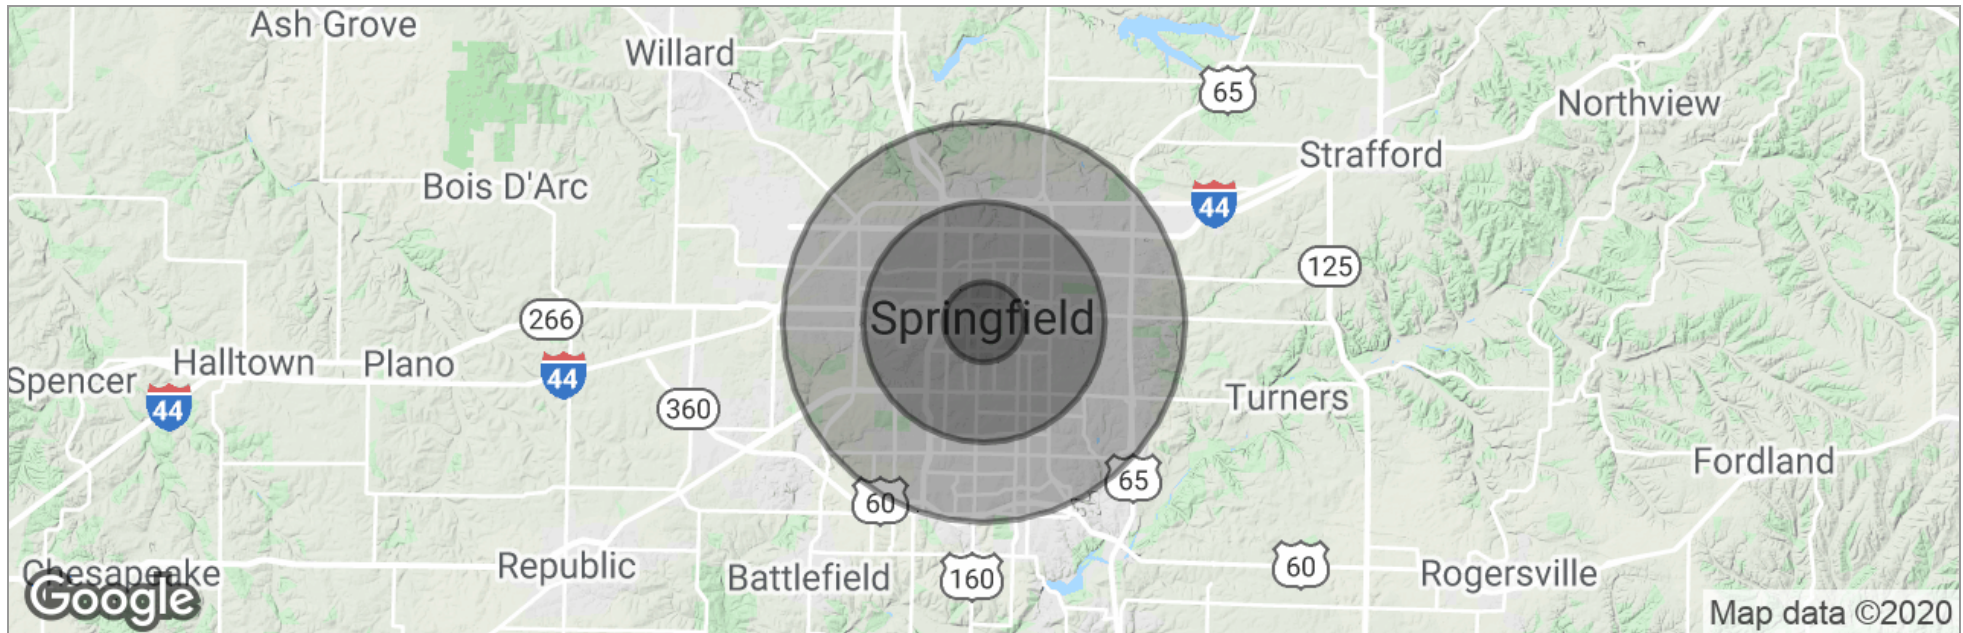 Ash Grove
Willard
65
Northview
Strafford
Bois D'Arc
44
125
Springfield
266
Halltown
Plano
Spencer
44
44
360
Turners
Fordland
65
60
Republic
Battlefield
160
60
Rogersville
Chesapeake
Google
Map data ©2020